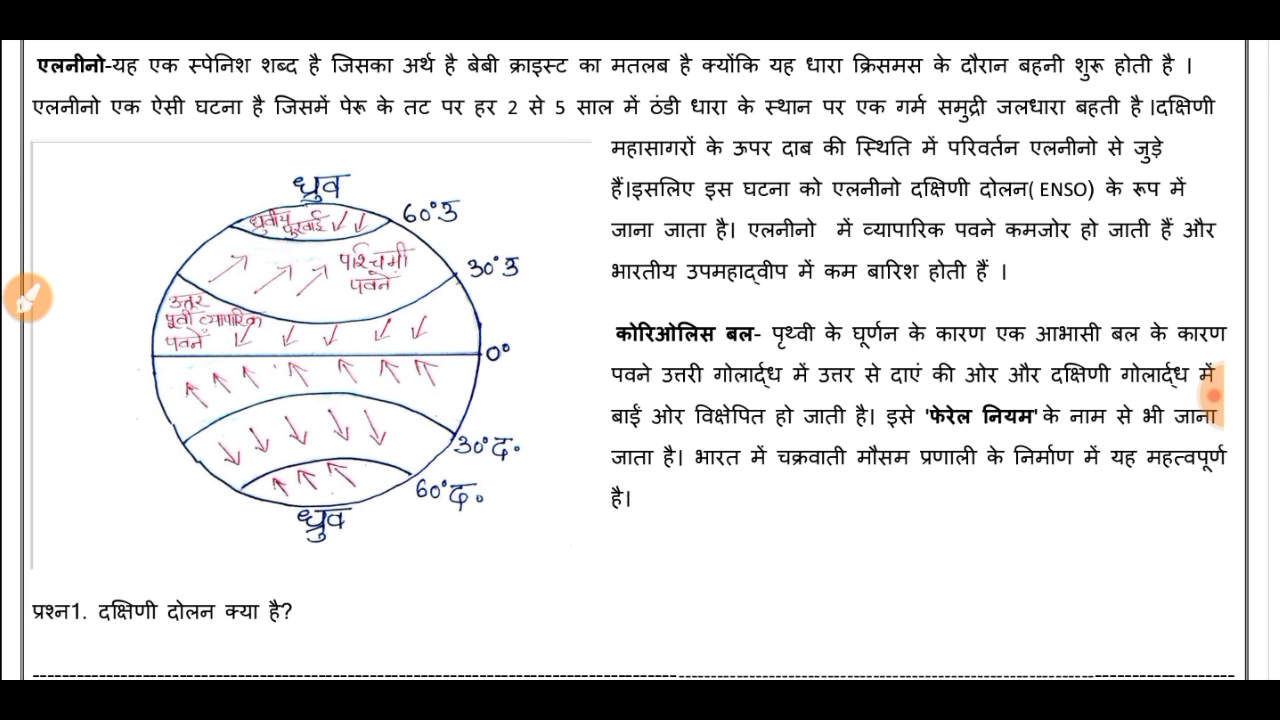 एलनीनो-यह एक स्पेनिश शब्द है जिसका अर्थ है बेबी क्राइस्ट का मतलब है क्योंकि यह धारा क्रिसमस के दौरान बहनी शुरू होती है ।
एलनीनो एक ऐसी घटना है जिसमें पेरू के तट पर हर 2 से 5 साल में ठंडी धारा के स्थान पर एक गर्म समुद्री जलधारा बहती है ।दक्षिणी
महासागरों के ऊपर दाब की स्थिति में परिवर्तन एलनीनो से जुड़े
हैं।इसलिए इस घटना को एलनीनो दक्षिणी दोलन( ENSO) के रूप में
जाना जाता है। एलनीनो में व्यापारिक पवने कमजोर हो जाती हैं और
भारतीय उपमहाद्वीप में कम बारिश होती हैं ।
ध्रुव
ध्रुवीय
पुरवाई
60°उ
पश्चिमी
पवने
30°उ
उत्तर
पूर्वी व्यापारिक
पवनें
0°
30°द.
60°द.
ध्रुव
कोरिओलिस बल- पृथ्वी के घूर्णन के कारण एक आभासी बल के कारण
पवने उत्तरी गोलार्द्ध में उत्तर से दाएं की ओर और दक्षिणी गोलार्द्ध में
बाईं ओर विक्षेपित हो जाती है। इसे 'फेरेल नियम' के नाम से भी जाना
जाता है। भारत में चक्रवाती मौसम प्रणाली के निर्माण में यह महत्वपूर्ण
है।
प्रश्न1. दक्षिणी दोलन क्या है?